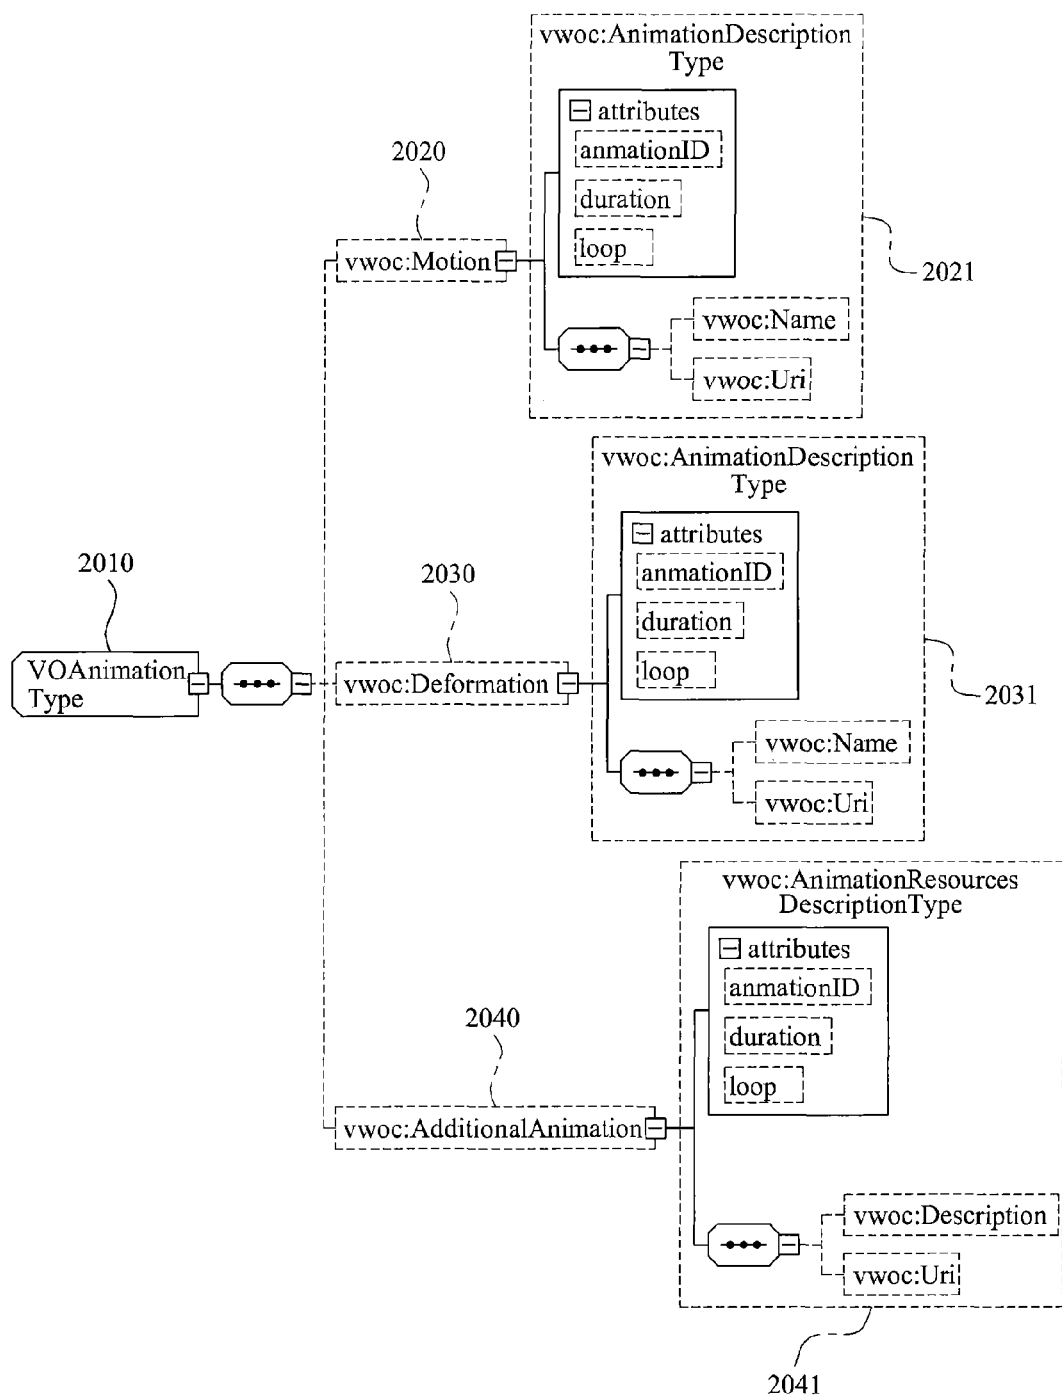 vwoc:AnimationDescription
Type
attributes
anmationID
duration
loop
2020
vwoc:Motion
2021
vwoc:Name
vwoc:Uri
vwoc:AnimationDescription
Type
attributes
anmationID
duration
loop
2010
2030
VOAnimation
Type
vwoc:Deformation
2031
vwoc:Name
vwoc:Uri
vwoc:AnimationResources
DescriptionType
attributes
anmationID
duration
loop
2040
vwoc:AdditionalAnimation
vwoc:Description
vwoc:Uri
2041